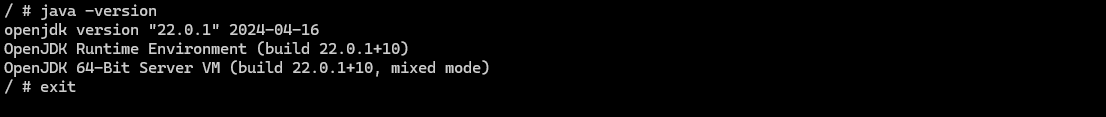 / # java -version
openjdk version "22.0.1" 2024-04-16
OpenJDK Runtime Environment (build 22.0.1+10)
OpenJDK 64-Bit Server VM (build 22.0.1+10, mixed mode)
/ # exit